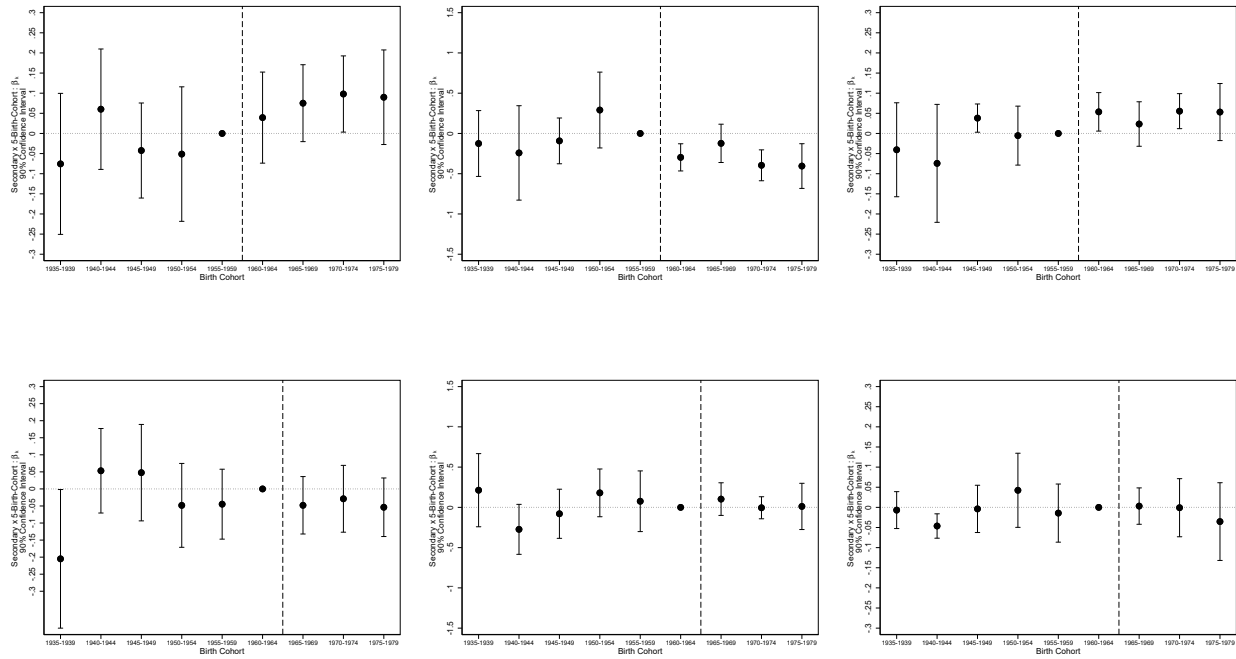 .3
.25
.2
.15
.1
.05
0
-.05
-.1
-.15
-.2
-.25
-.3
Secondary x 5-Birth-Cohort : βk
90% Confidence Interval
1935-1939 1940-1944 1945-1949 1950-1954 1955-1959 1960-1964 1965-1969 1970-1974 1975-1979
Birth Cohort
1.5
1
.5
0
-.5
-1
-1.5
Secondary x 5-Birth-Cohort : βk
90% Confidence Interval
1935-1939 1940-1944 1945-1949 1950-1954 1955-1959 1960-1964 1965-1969 1970-1974 1975-1979
Birth Cohort
.3
.25
.2
.15
.1
.05
0
-.05
-.1
-.15
-.2
-.25
-.3
Secondary x 5-Birth-Cohort : βk
90% Confidence Interval
1935-1939 1940-1944 1945-1949 1950-1954 1955-1959 1960-1964 1965-1969 1970-1974 1975-1979
Birth Cohort
.3
.25
.2
.15
.1
.05
0
-.05
-.1
-.15
-.2
-.25
-.3
Secondary x 5-Birth-Cohort : βk
90% Confidence Interval
1935-1939 1940-1944 1945-1949 1950-1954 1955-1959 1960-1964 1965-1969 1970-1974 1975-1979
Birth Cohort
1.5
1
.5
0
-.5
-1
-1.5
Secondary x 5-Birth-Cohort : βk
90% Confidence Interval
1935-1939 1940-1944 1945-1949 1950-1954 1955-1959 1960-1964 1965-1969 1970-1974 1975-1979
Birth Cohort
.3
.25
.2
.15
.1
.05
0
-.05
-.1
-.15
-.2
-.25
-.3
Secondary x 5-Birth-Cohort : βk
90% Confidence Interval
1935-1939 1940-1944 1945-1949 1950-1954 1955-1959 1960-1964 1965-1969 1970-1974 1975-1979
Birth Cohort